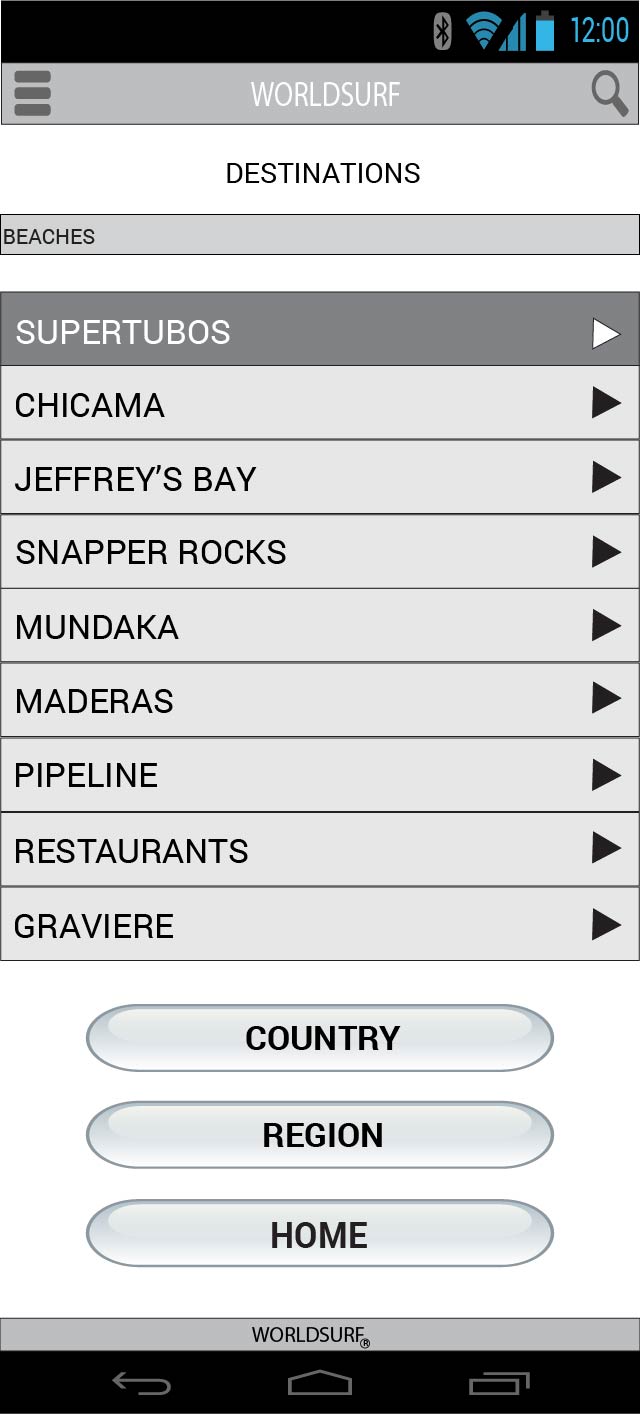 12:00
WORLDSURF
DESTINATIONS
BEACHES
SUPERTUBOS
CHICAMA
JEFFREY’S BAY
SNAPPER ROCKS
MUNDAKA
MADERAS
PIPELINE
RESTAURANTS
GRAVIERE
COUNTRY
REGION
HOME
WORLDSURF®